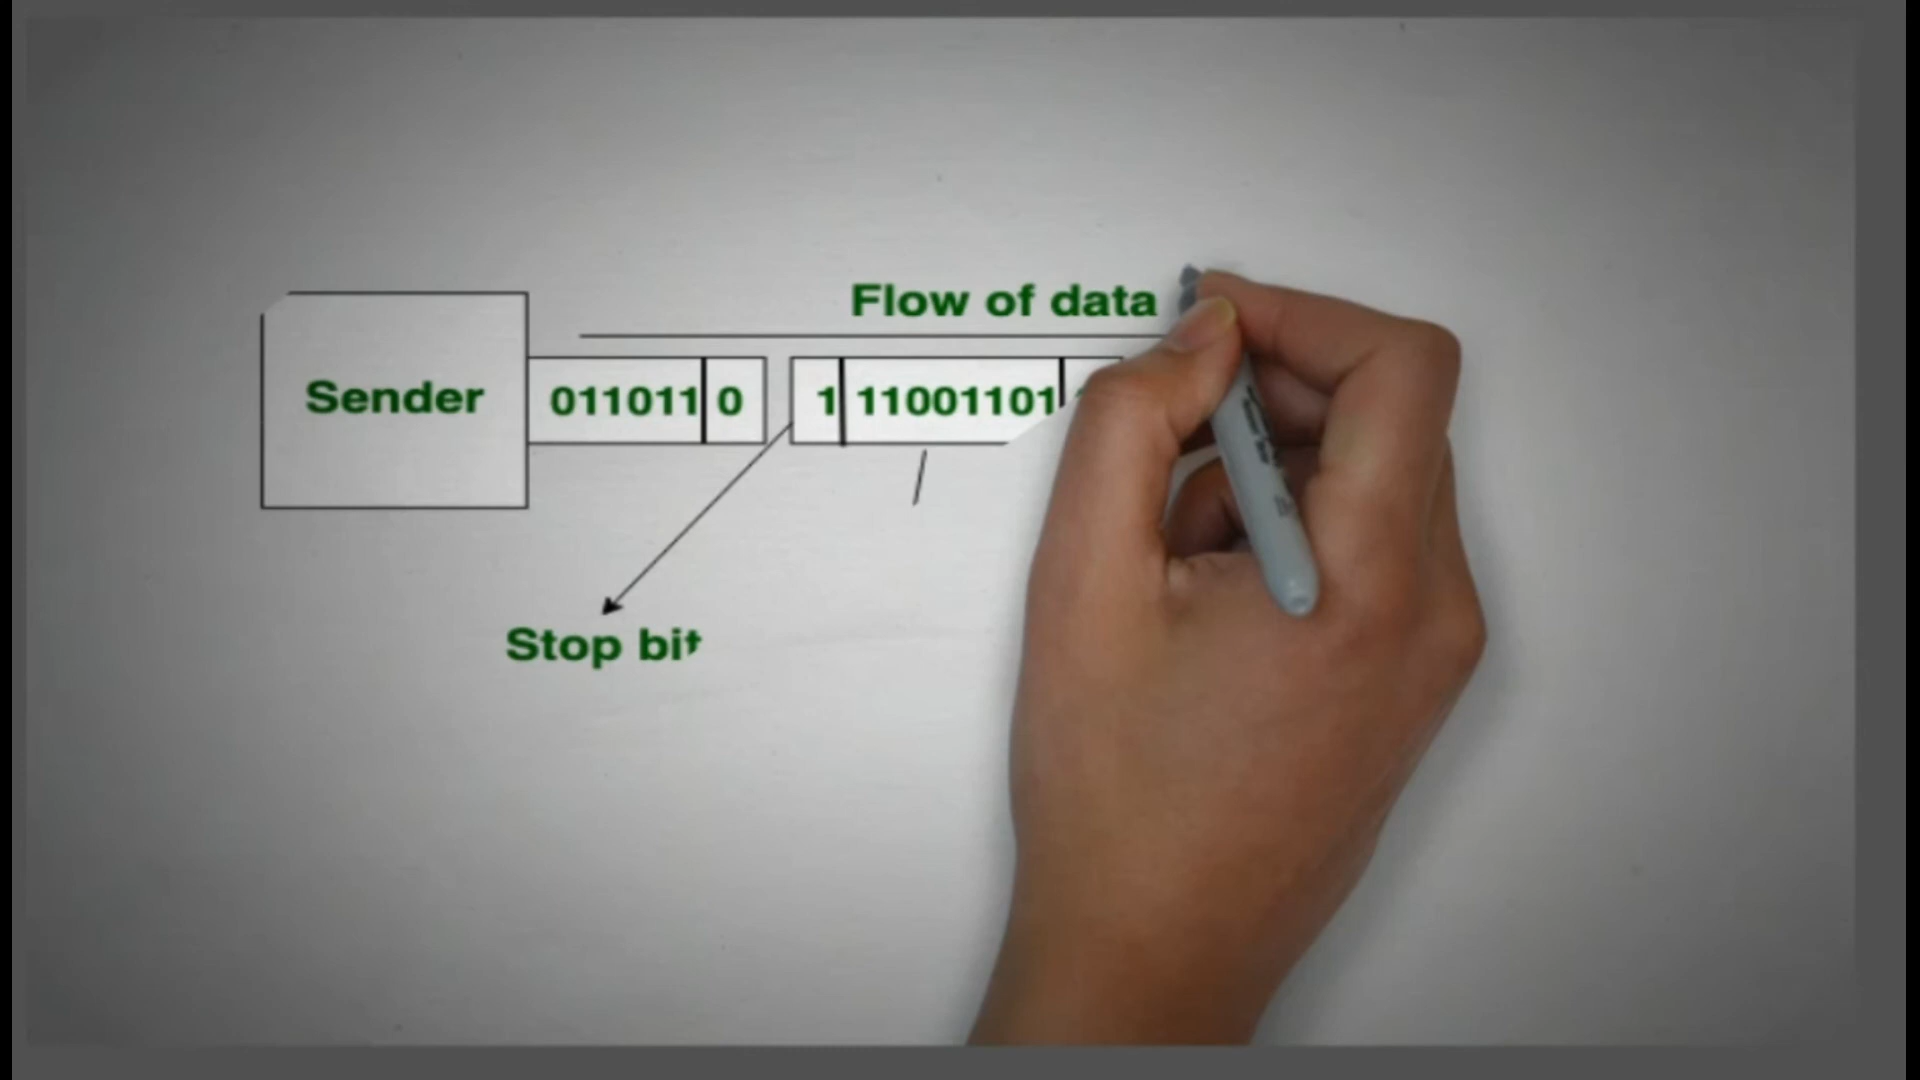 Flow of data
Sender
011011 0
1 11001101
Stop bit